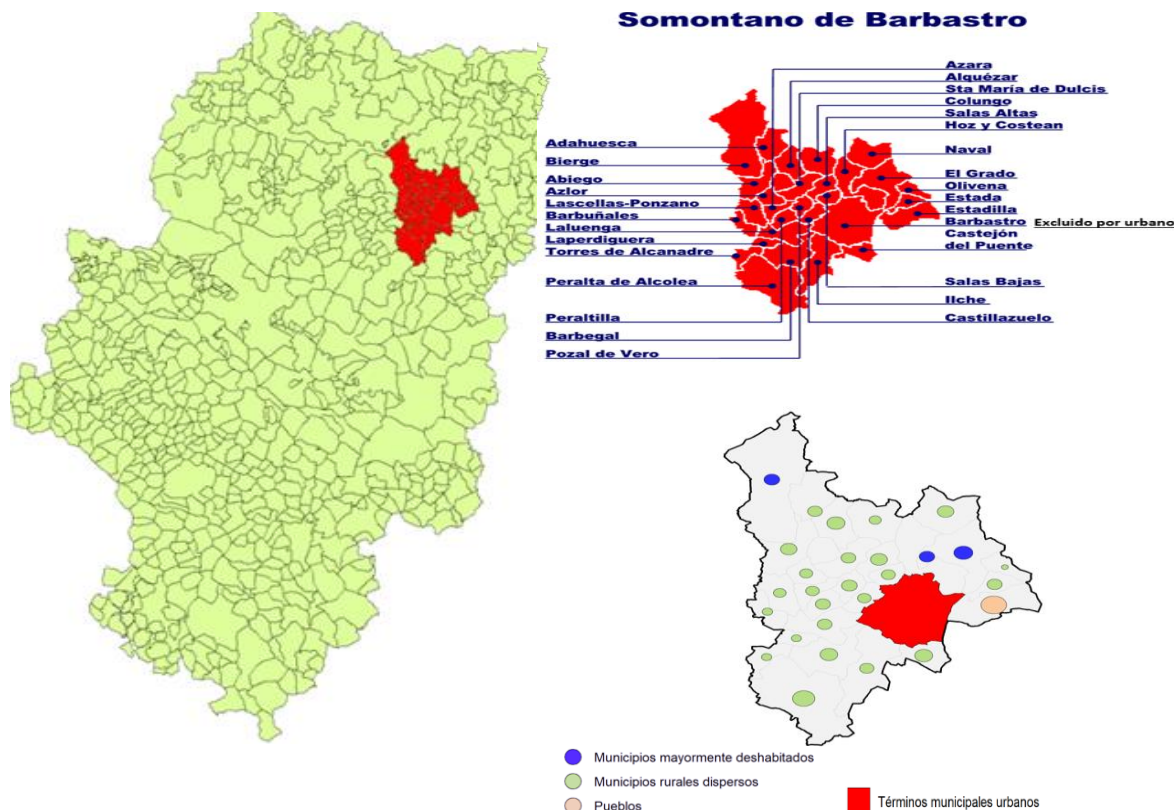 Somontano de Barbastro
Azara
Alquézar
Sta María de Dulcis
Colungo
Salas Altas
Hoz y Costean
Naval
El Grado
Olivena
Estada
Estadilla
Barbastro Excluido por urbano
Castejón
del Puente
Salas Bajas
Ilche
Castillazuelo
Adahuesca
Bierge
Abiego
Azlor
Lascellas-Ponzano
Barbuñales
Laluenga
Laperdiguera
Torres de Alcanadre
Peralta de Alcolea
Peraltilla
Barbegal
Pozal de Vero
Municipios mayormente deshabitados
Municipios rurales dispersos
Pueblos
Términos municipales urbanos